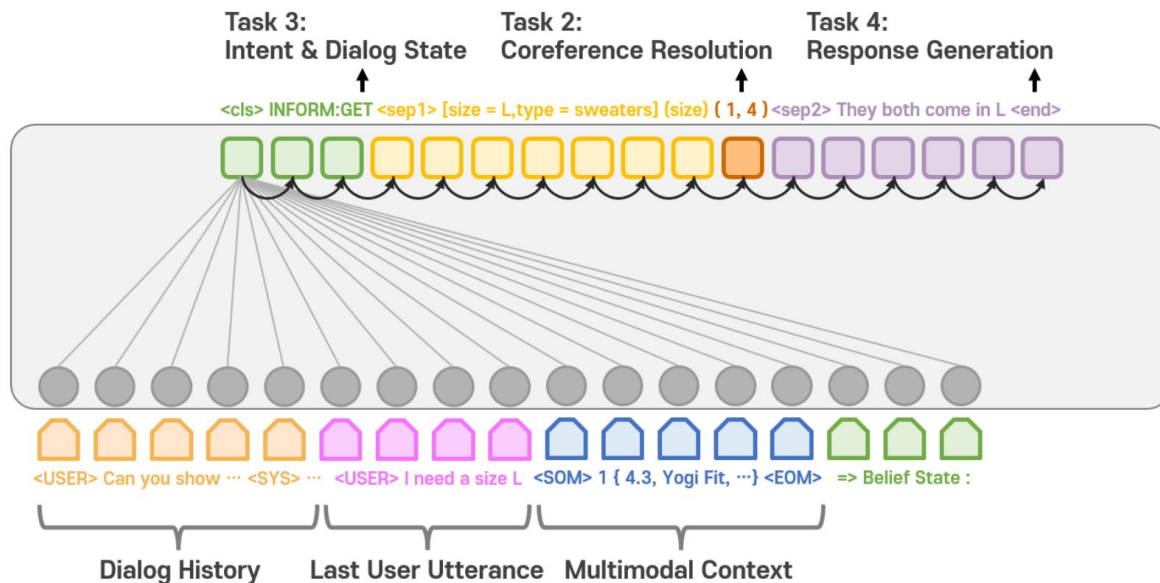 Task 3:
Intent & Dialog State
Task 2:
Coreference Resolution
Task 4:
Response Generation
<cls> INFORM:GET <sep1> [size = L,type = sweaters] (size) ( 1, 4 ) <sep2> They both come in L <end>
<USER> Can you show ··· <SYS> ··· <USER> I need a size L <SOM> 1 { 4.3, Yogi Fit, ···} <EOM> => Belief State :
Dialog History
Last User Utterance
Multimodal Context